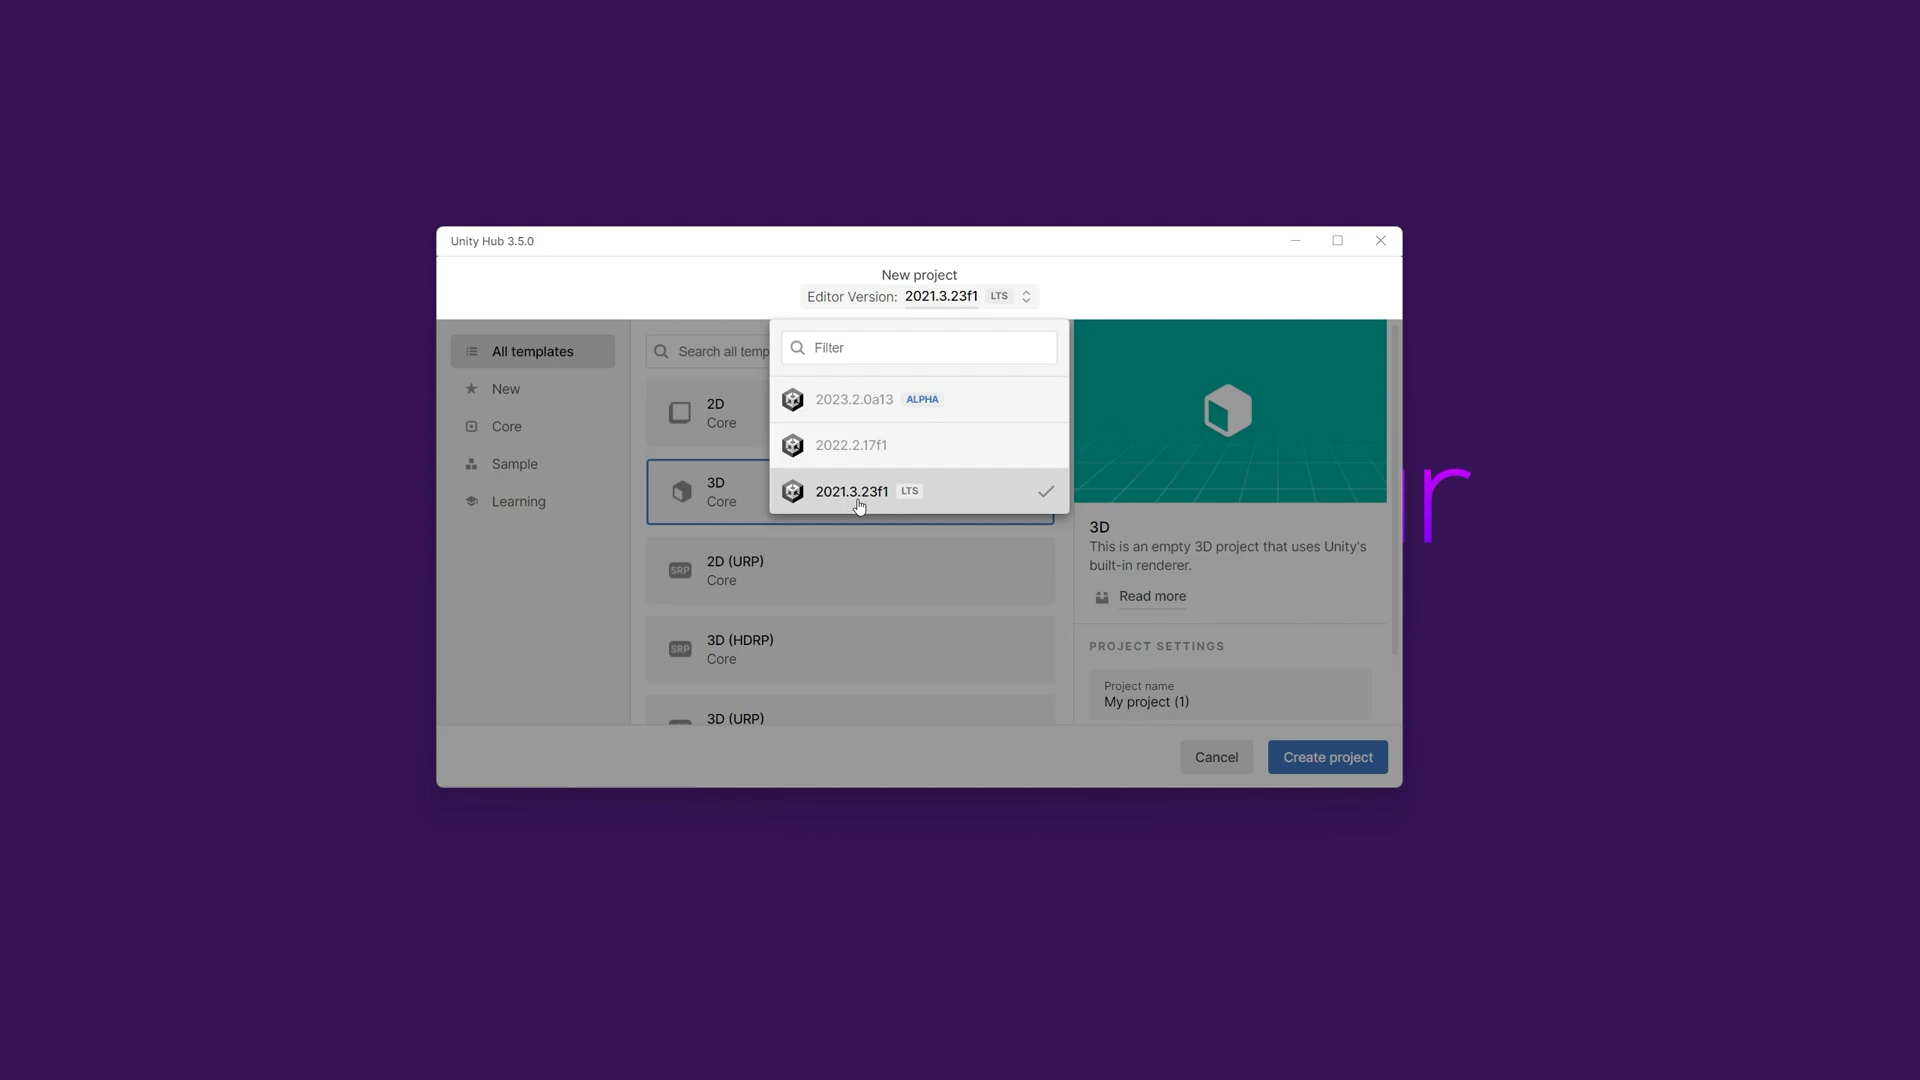 Unity Hub 3.5.0
New project
Editor Version: 2021.3.23f1 LTS
All templates
New
Core
Sample
Learning
Search all temp
2D
Core
3D
Core
2D (URP)
Core
3D (HDRP)
Core
3D (URP)
Filter
2023.2.0a13 ALPHA
2022.2.17f1
2021.3.23f1 LTS
3D
This is an empty 3D project that uses Unity's
built-in renderer.
Read more
PROJECT SETTINGS
Project name
My project (1)
Cancel
Create project
SRP
SRP
r